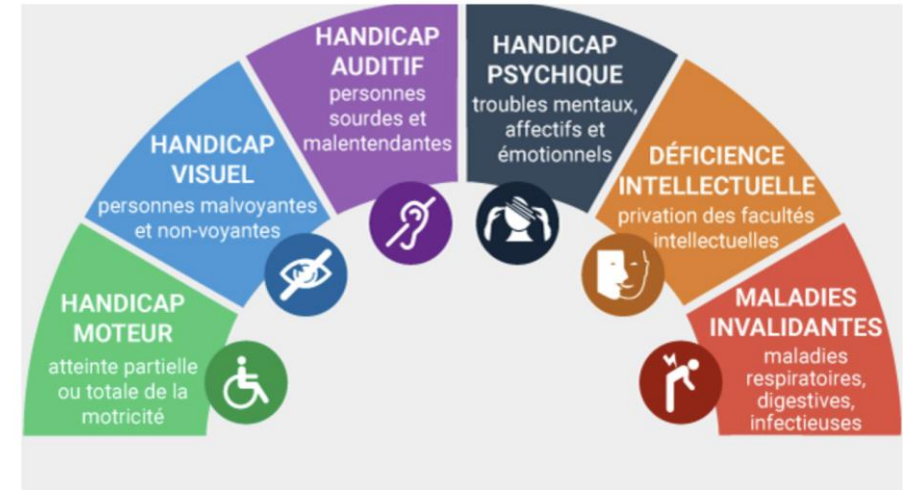 HANDICAP
MOTEUR
atteinte partielle
ou totale de la
motricité
HANDICAP
VISUEL
personnes malvoyantes
et non-voyantes
HANDICAP
AUDITIF
personnes
sourdes et
malentendantes
HANDICAP
PSYCHIQUE
troubles mentaux,
affectifs et
émotionnels
DÉFICIENCE
INTELLECTUELLE
privation des facultés
intellectuelles
MALADIES
INVALIDANTES
maladies
respiratoires,
digestives,
infectieuses